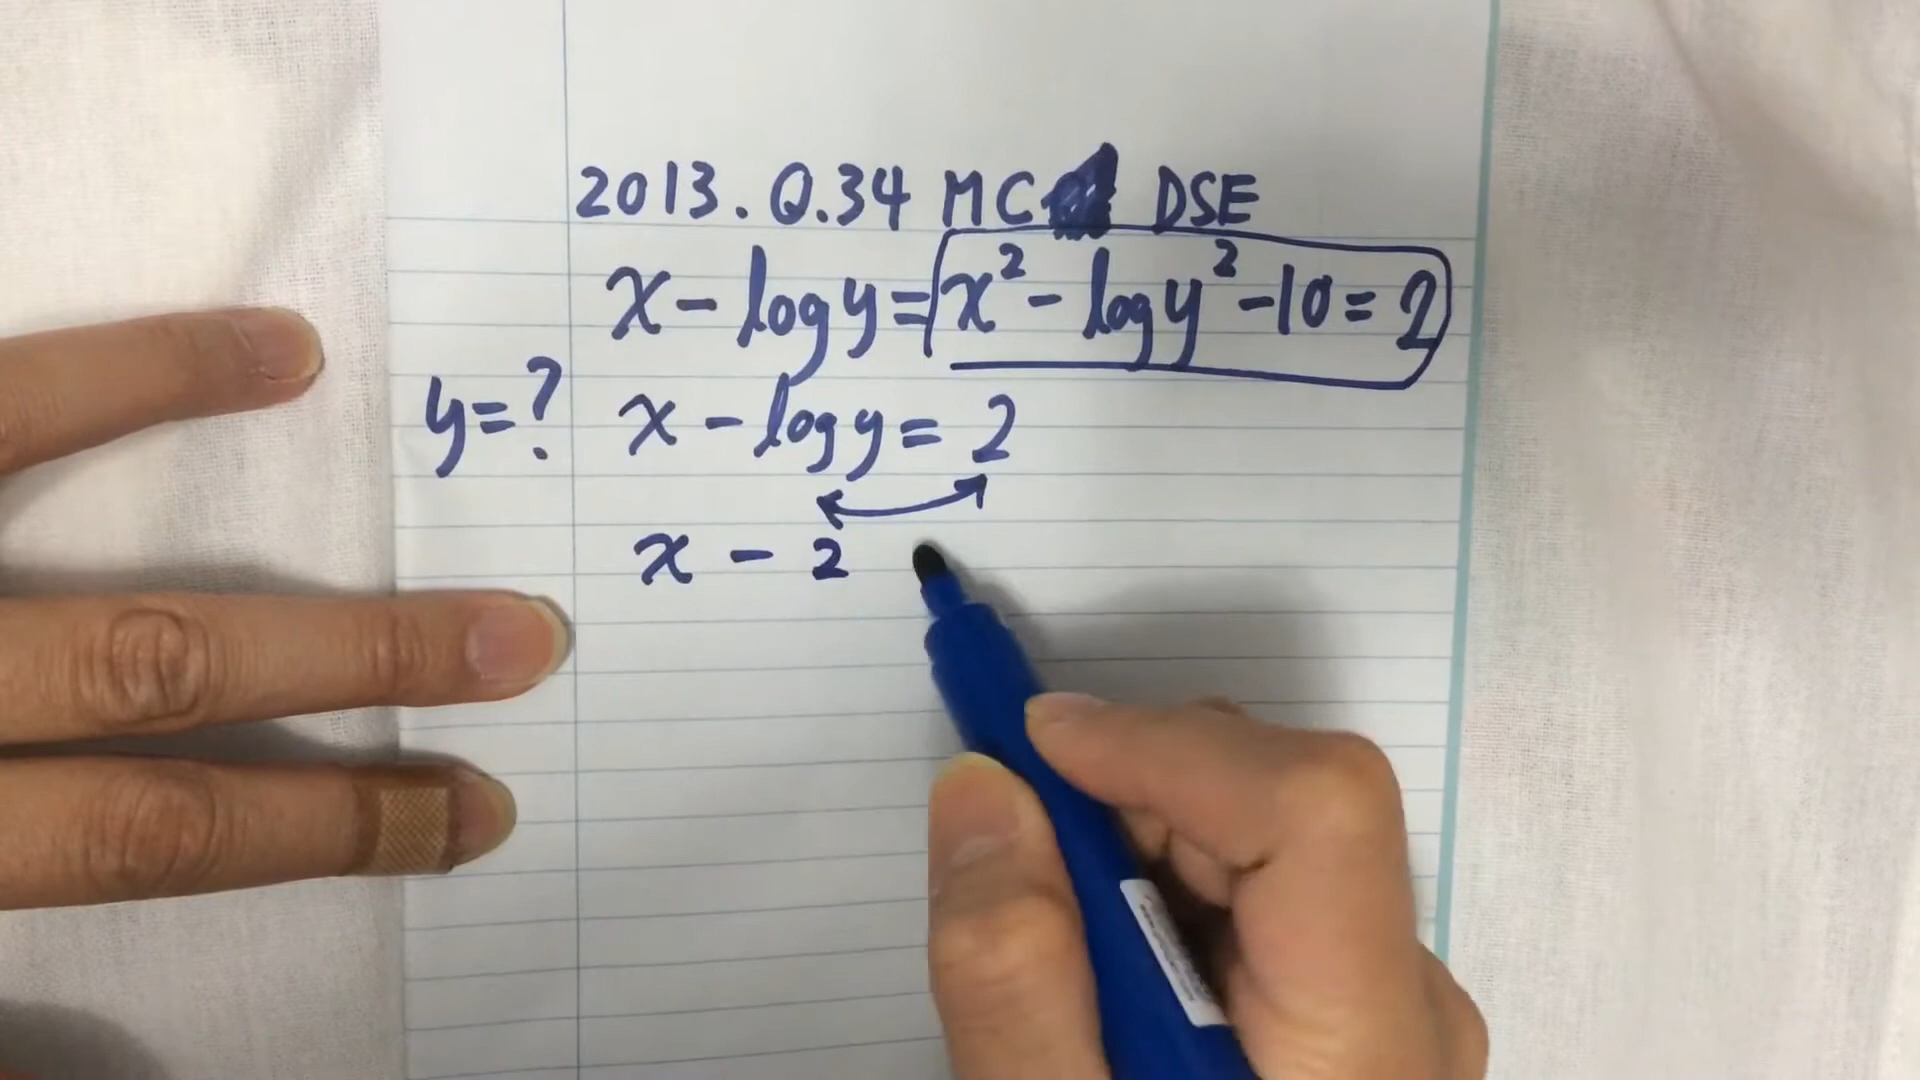 2013. Q.34 MC DSE
x - log y = x² - log y² - 10 = 2
y = ? x - log y = 2
x - 2